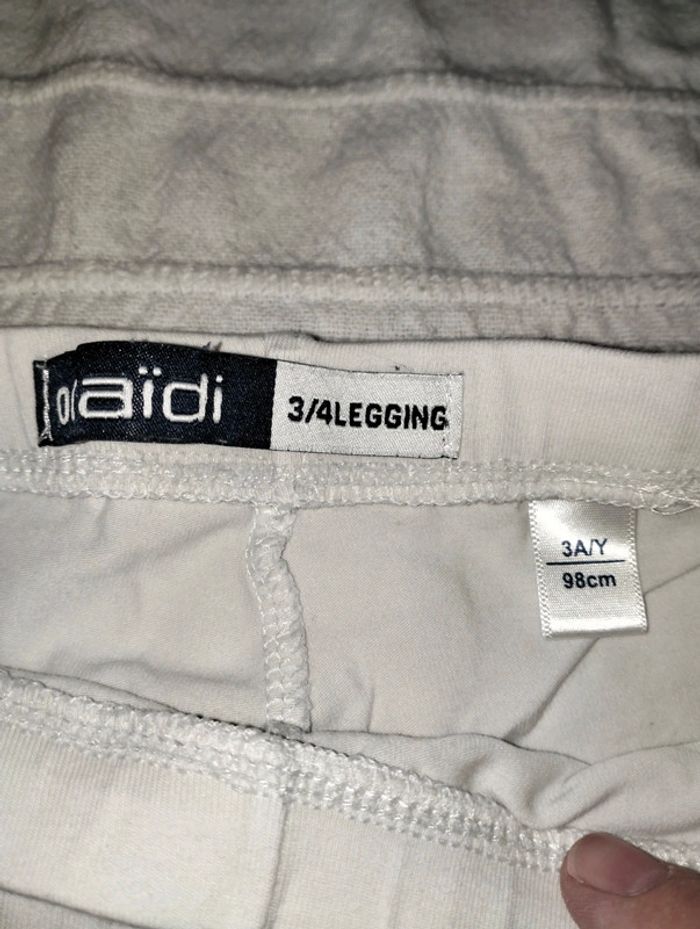 okaïdi
3/4LEGGING
3A/Y
98cm